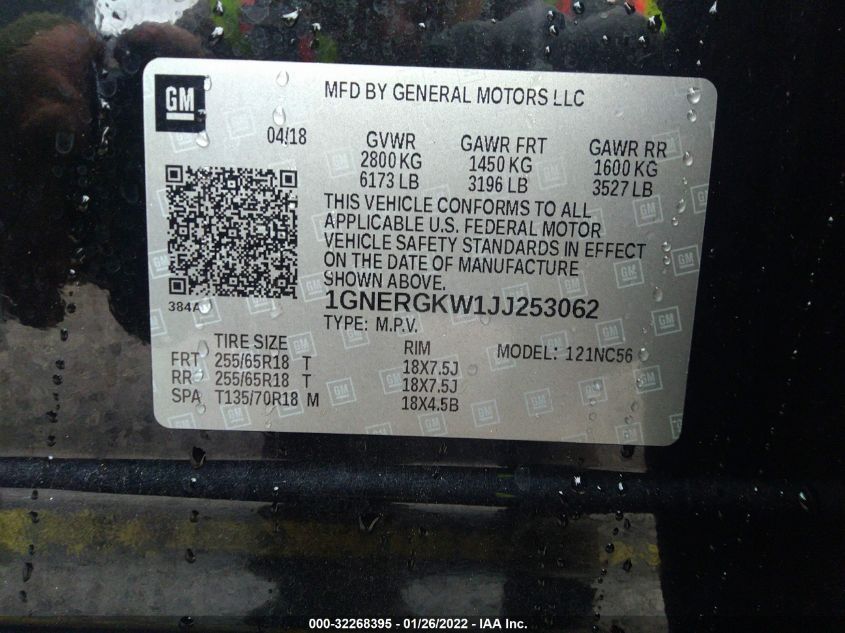 MFD BY GENERAL MOTORS LLC
GM
04/18 GVWR GAWR FRT GAWR RR
2800 KG 1450 KG 1600 KG
6173 LB 3196 LB 3527 LB
THIS VEHICLE CONFORMS TO ALL
APPLICABLE U.S. FEDERAL MOTOR
VEHICLE SAFETY STANDARDS IN EFFECT
ON THE DATE OF MANUFACTURE
SHOWN ABOVE.
1GNERGKW1JJ253062
TYPE: M.P.V.
TIRE SIZE RIM MODEL: 121NC56
FRT 255/65R18 T 18X7.5J
RR 255/65R18 T 18X7.5J
SPA T135/70R18 M 18X4.5B
000-32268395 - 01/26/2022 - IAA Inc.